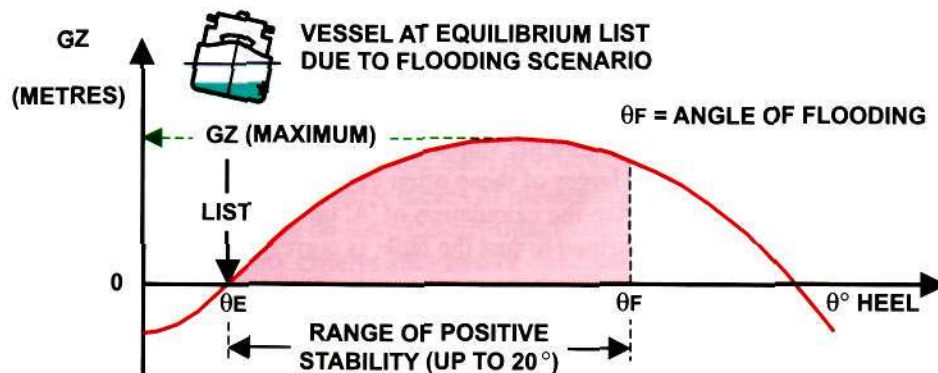 GZ
(METRES)
VESSEL AT EQUILIBRIUM LIST
DUE TO FLOODING SCENARIO
θF = ANGLE OF FLOODING
GZ (MAXIMUM)
LIST
0
θE
θF
θ° HEEL
RANGE OF POSITIVE
STABILITY (UP TO 20°)